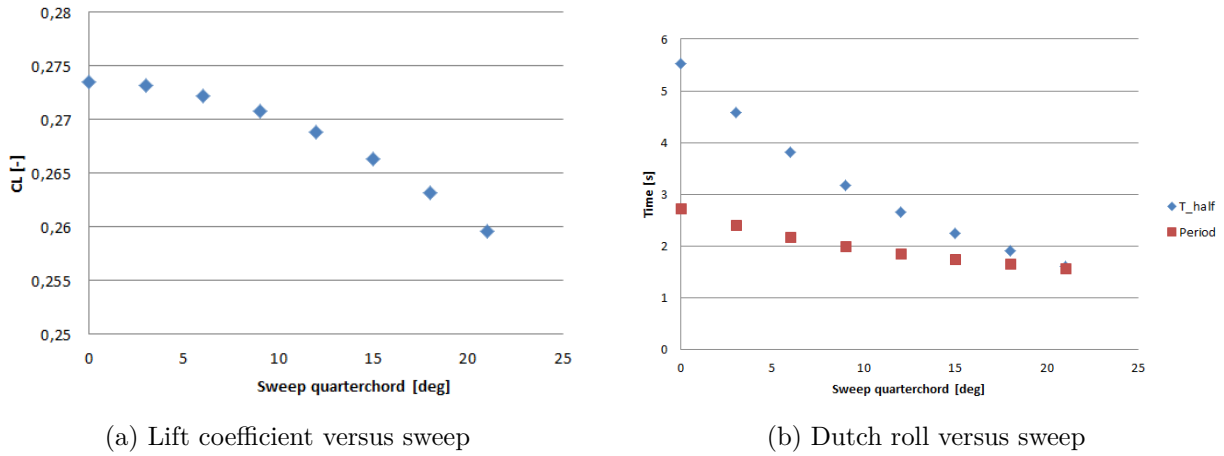 0,28
0,275
0,27
0,265
0,26
0,255
0,25
CL [-]
0 5 10 15 20 25
Sweep quarterchord [deg]
(a) Lift coefficient versus sweep
6
5
4
3
2
1
0
Time [s]
0 5 10 15 20 25
Sweep quarterchord [deg]
T_half
Period
(b) Dutch roll versus sweep